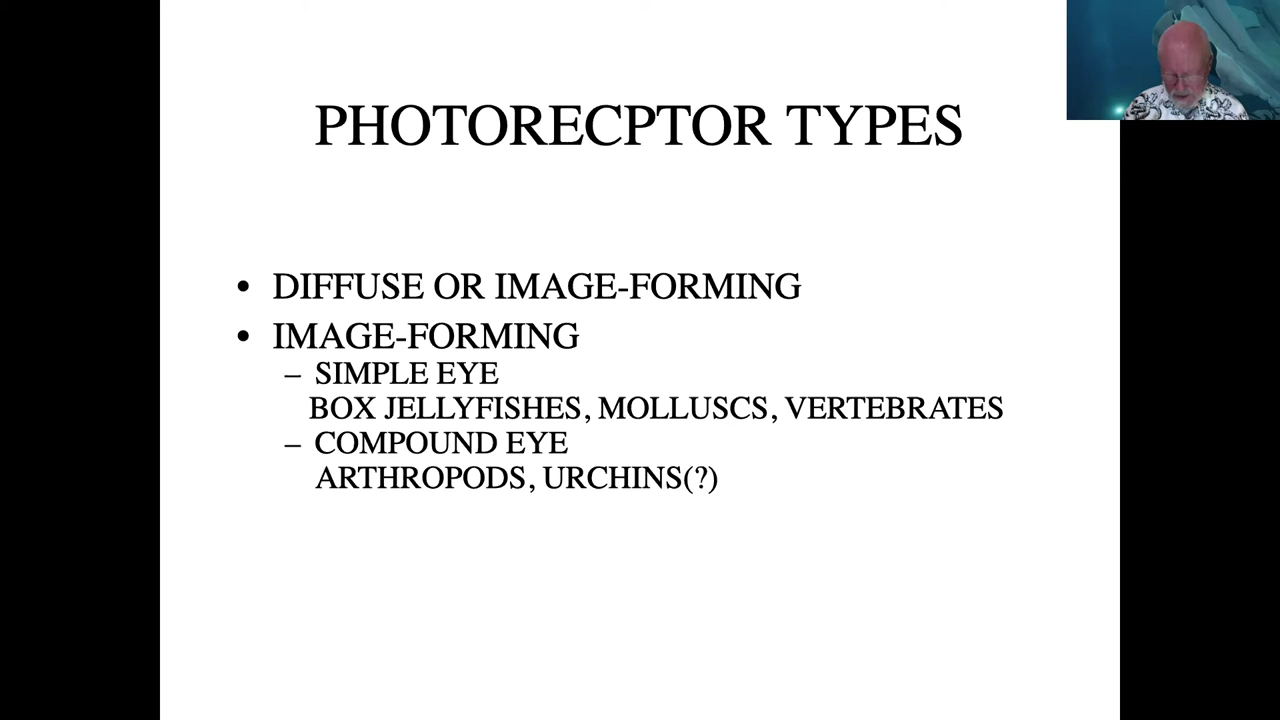 PHOTORECPTOR TYPES
• DIFFUSE OR IMAGE-FORMING
• IMAGE-FORMING
– SIMPLE EYE
BOX JELLYFISHES, MOLLUSCS, VERTEBRATES
– COMPOUND EYE
ARTHROPODS, URCHINS(?)